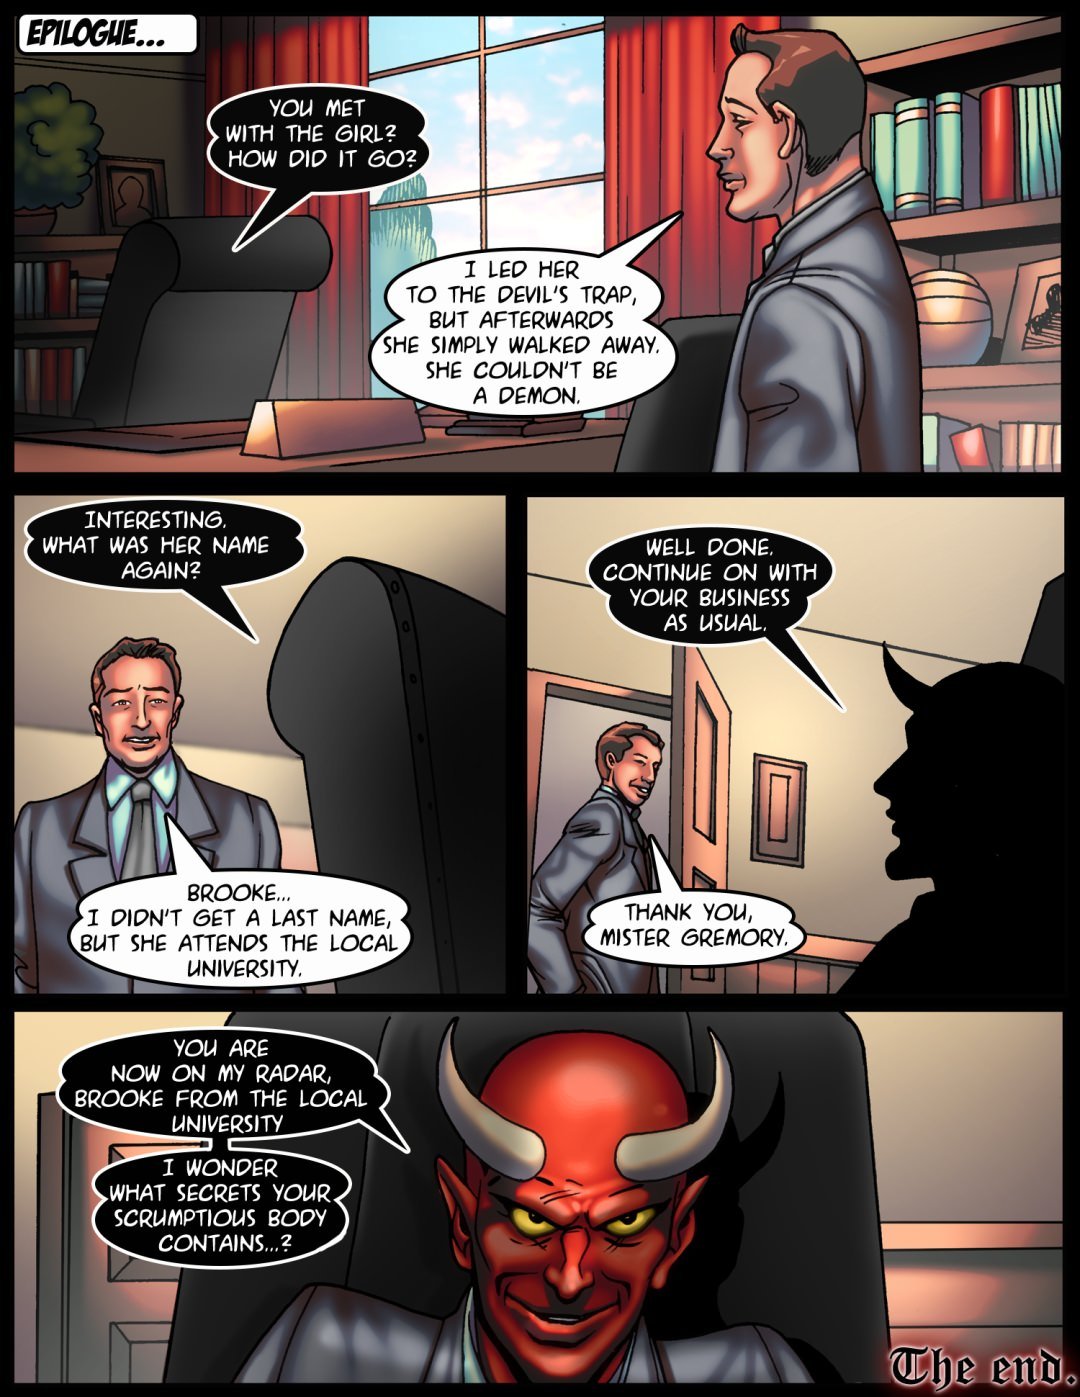 EPILOGUE...
YOU MET
WITH THE GIRL?
HOW DID IT GO?
I LED HER
TO THE DEVIL'S TRAP,
BUT AFTERWARDS
SHE SIMPLY WALKED AWAY.
SHE COULDN'T BE
A DEMON.
INTERESTING.
WHAT WAS HER NAME
AGAIN?
BROOKE...
I DIDN'T GET A LAST NAME,
BUT SHE ATTENDS THE LOCAL
UNIVERSITY.
WELL DONE.
CONTINUE ON WITH
YOUR BUSINESS
AS USUAL.
THANK YOU,
MISTER GREMORY.
YOU ARE
NOW ON MY RADAR,
BROOKE FROM THE LOCAL
UNIVERSITY
I WONDER
WHAT SECRETS YOUR
SCRUMPTIOUS BODY
CONTAINS...?
The end.